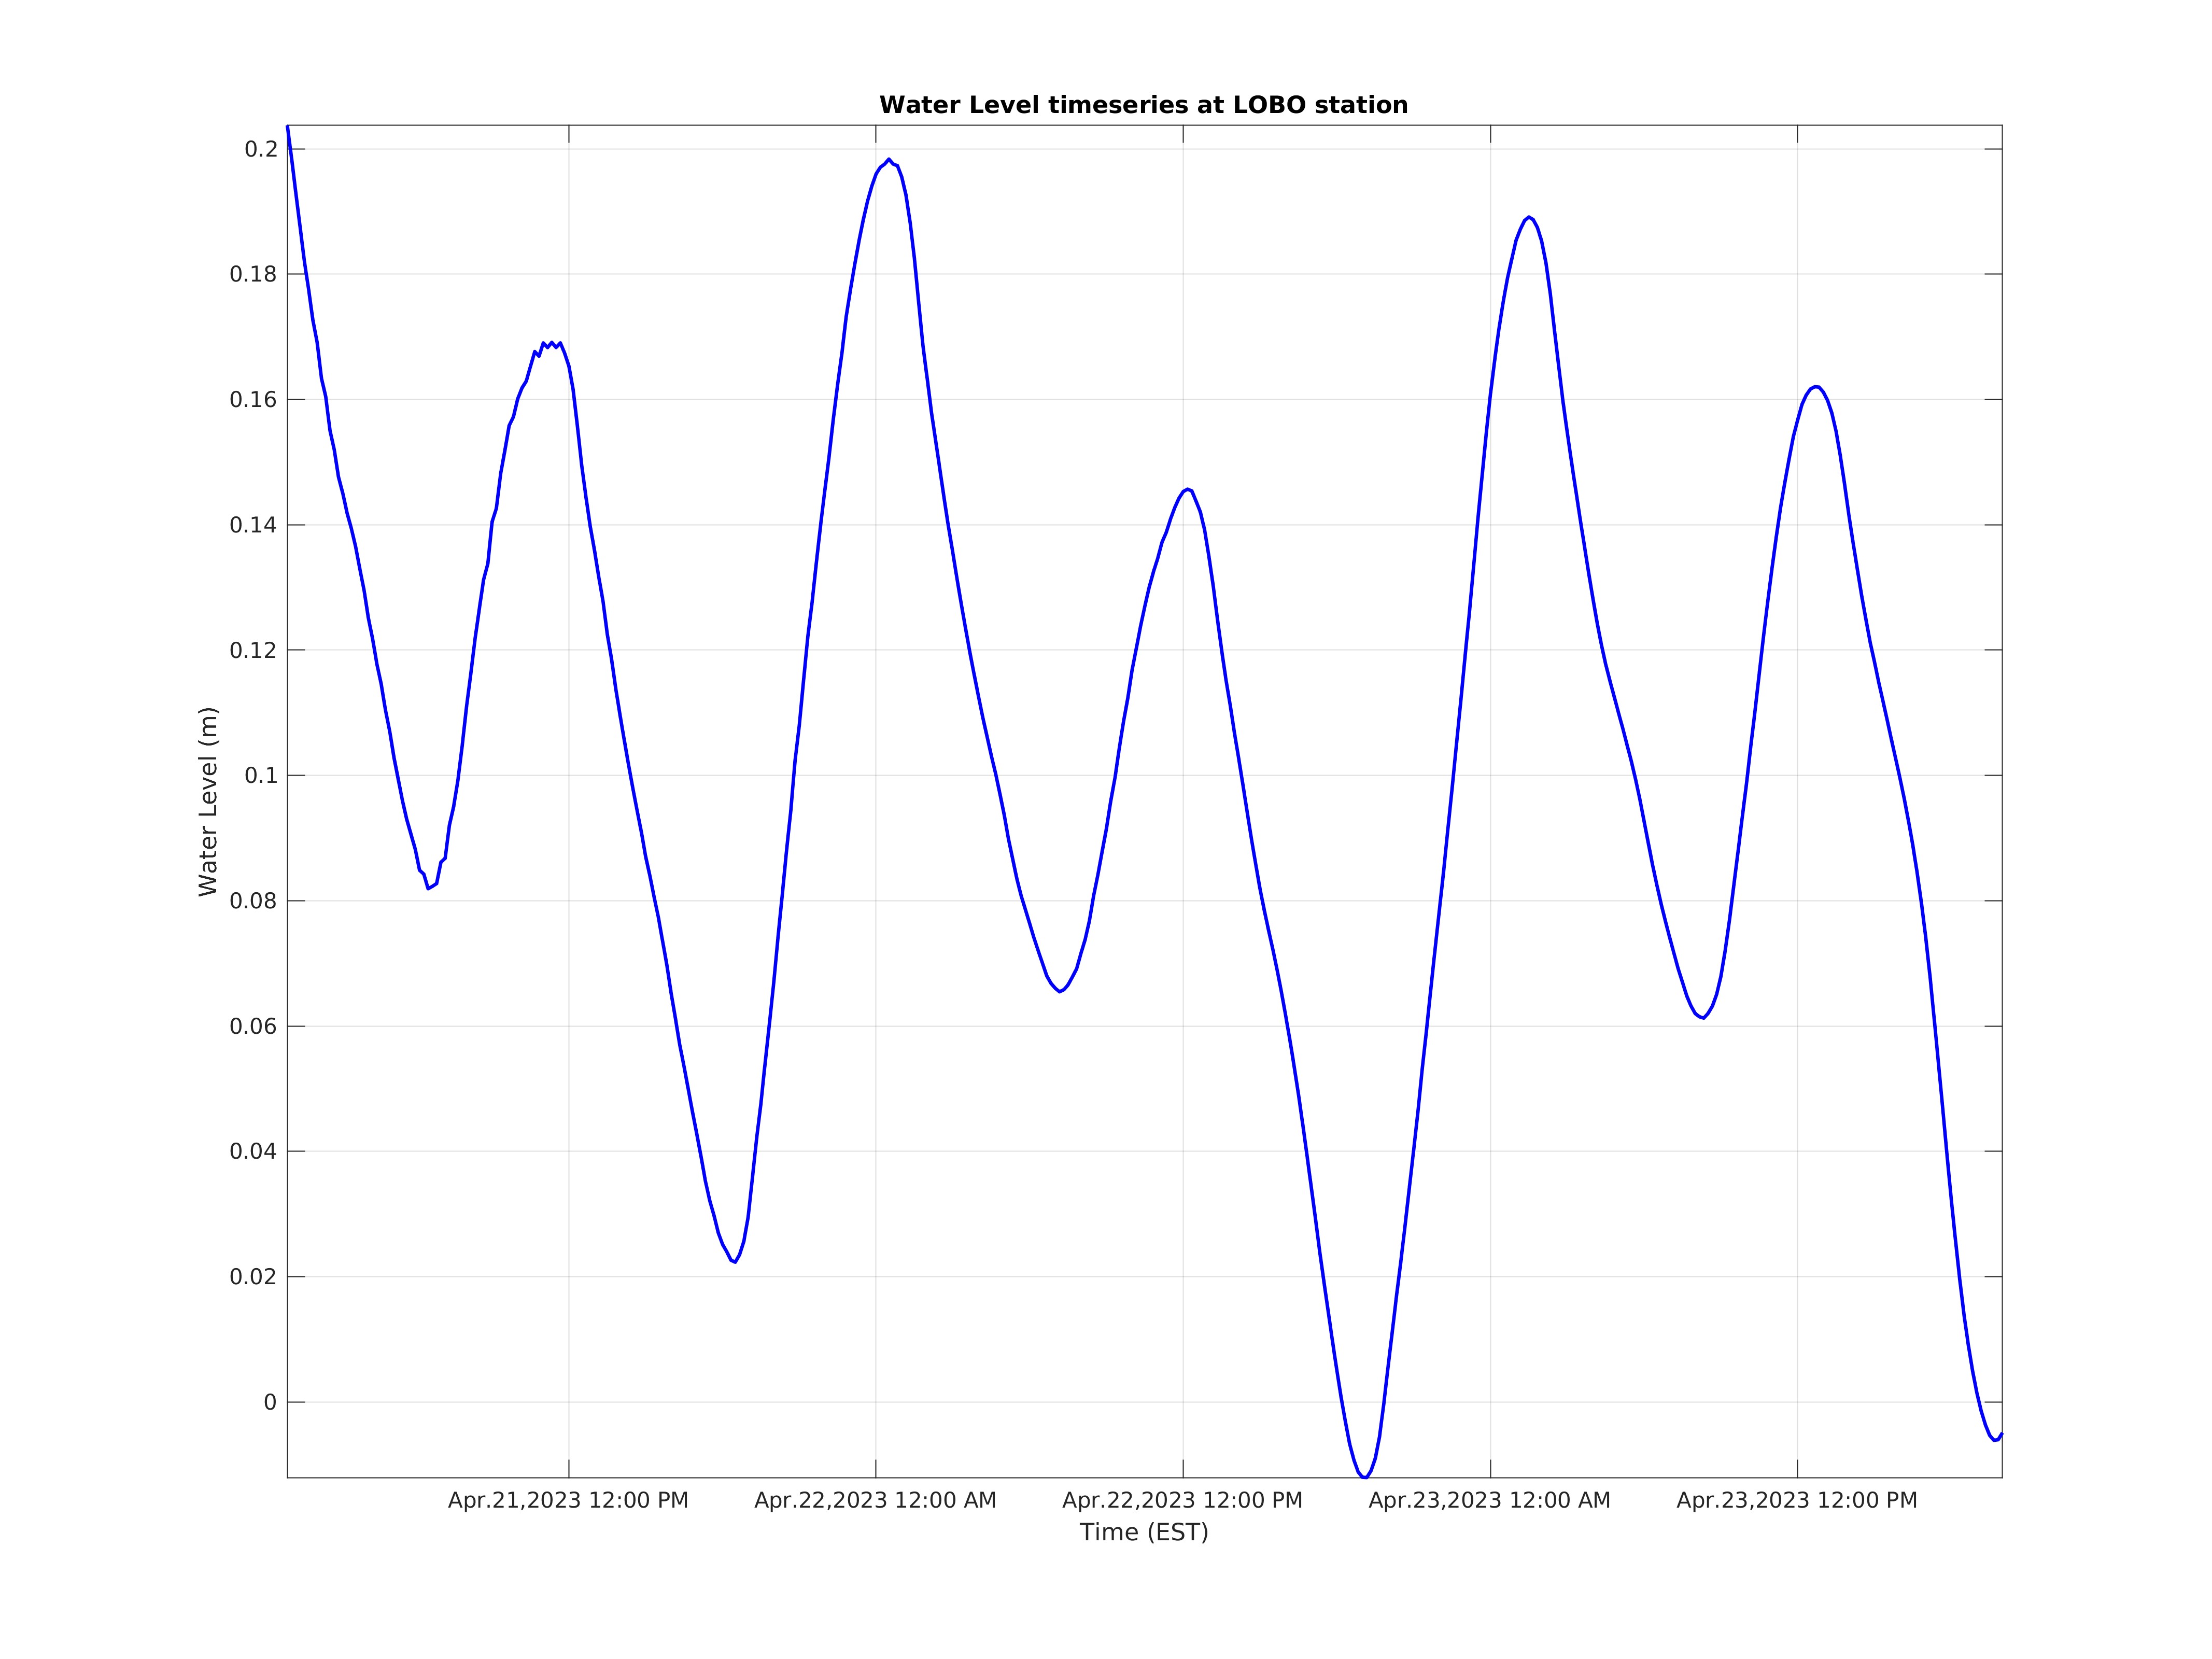 Water Level timeseries at LOBO station
0.2
0.18
0.16
0.14
0.12
0.1
0.08
0.06
0.04
0.02
0
Water Level (m)
Apr.21,2023 12:00 PM
Apr.22,2023 12:00 AM
Apr.22,2023 12:00 PM
Apr.23,2023 12:00 AM
Apr.23,2023 12:00 PM
Time (EST)